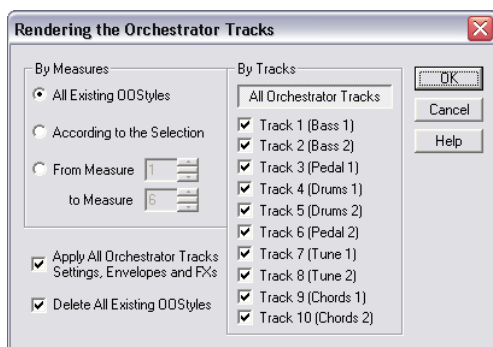 Rendering the Orchestrator Tracks
By Measures
All Existing OOStyles
According to the Selection
From Measure 1
to Measure 6
Apply All Orchestrator Tracks
Settings, Envelopes and FXs
Delete All Existing OOStyles
By Tracks
All Orchestrator Tracks
Track 1 (Bass 1)
Track 2 (Bass 2)
Track 3 (Pedal 1)
Track 4 (Drums 1)
Track 5 (Drums 2)
Track 6 (Pedal 2)
Track 7 (Tune 1)
Track 8 (Tune 2)
Track 9 (Chords 1)
Track 10 (Chords 2)
OK
Cancel
Help